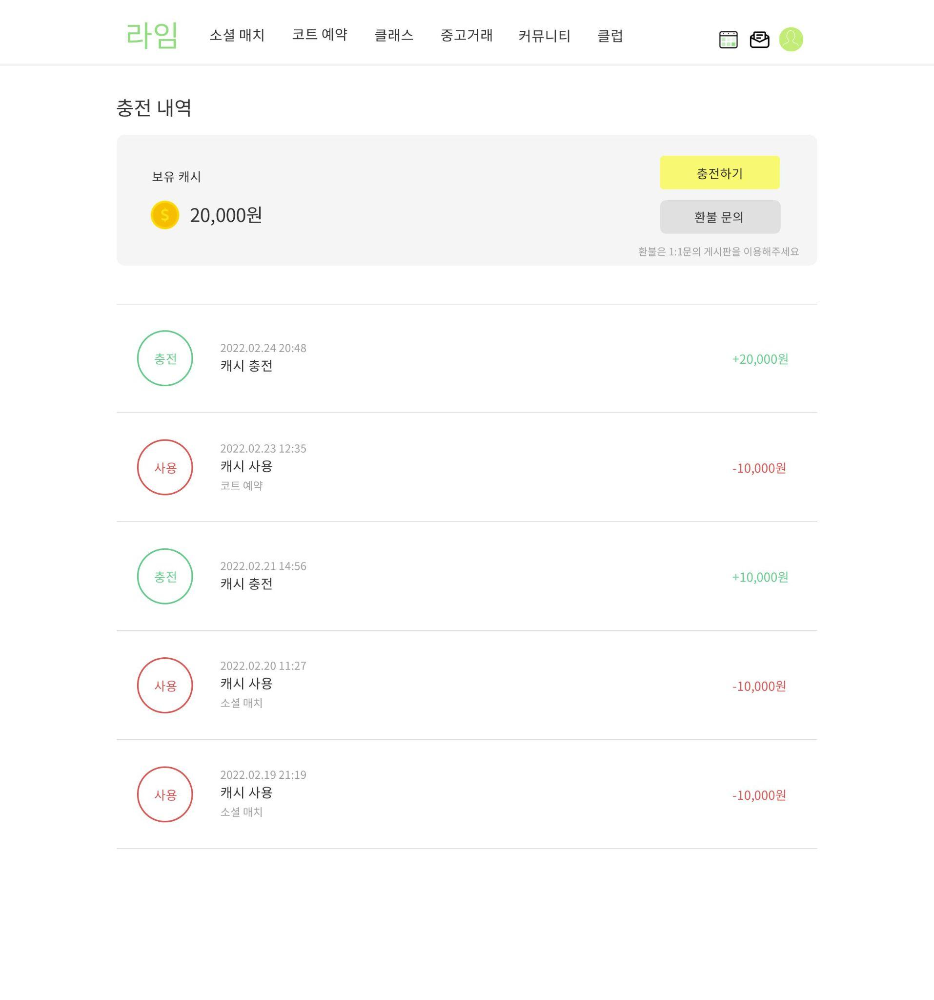 라임 소셜 매치 코트 예약 클래스 중고거래 커뮤니티 클럽
충전 내역
보유 캐시
$ 20,000원
충전하기
환불 문의
환불은 1:1문의 게시판을 이용해주세요
충전
2022.02.24 20:48
캐시 충전
+20,000원
사용
2022.02.23 12:35
캐시 사용
코트 예약
-10,000원
충전
2022.02.21 14:56
캐시 충전
+10,000원
사용
2022.02.20 11:27
캐시 사용
소셜 매치
-10,000원
사용
2022.02.19 21:19
캐시 사용
소셜 매치
-10,000원